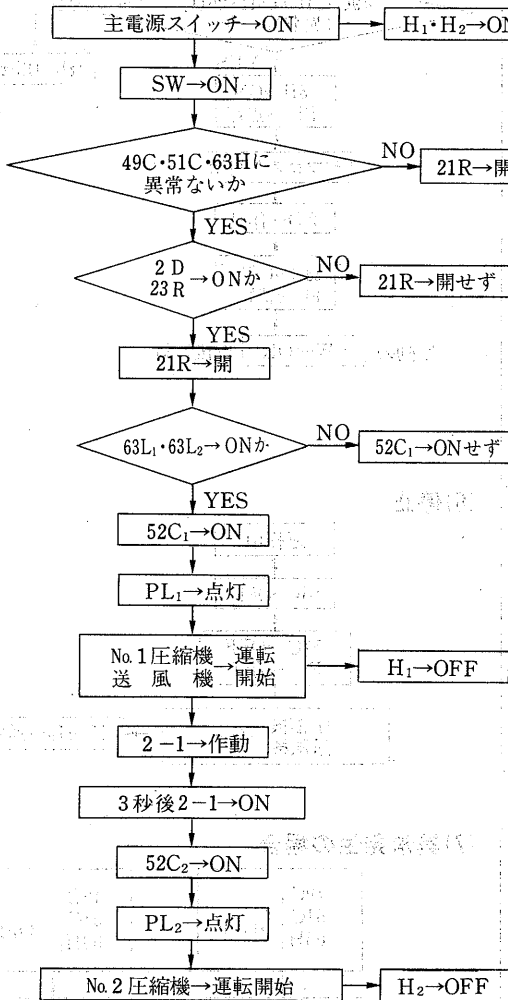 主電源スイッチ→ON
H₁・H₂→ON
SW→ON
49C・51C・63Hに
異常ないか
NO
21R→開
YES
2 D
23 R
→ONか
NO
21R→開せず
YES
21R→開
63L₁・63L₂→ONか
NO
52C₁→ONせず
YES
52C₁→ON
PL₁→点灯
No.1圧縮機→運転
送風機 開始
H₁→OFF
2-1→作動
3秒後2-1→ON
52C₂→ON
PL₂→点灯
No.2圧縮機→運転開始
H₂→OFF